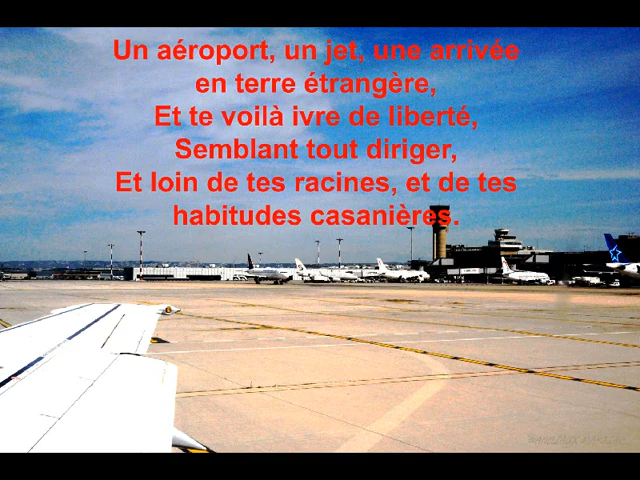 Un aéroport, un jet, une arrivée
en terre étrangère,
Et te voilà ivre de liberté,
Semblant tout diriger,
Et loin de tes racines, et de tes
habitudes casanières.